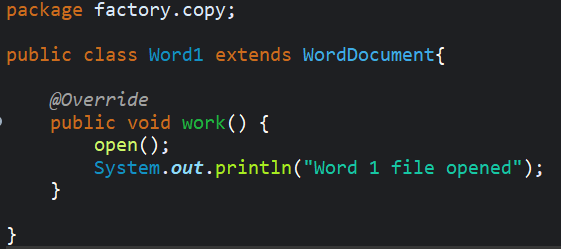 package factory.copy;
public class Word1 extends WordDocument{
@Override
public void work() {
open();
System.out.println("Word 1 file opened");
}
}